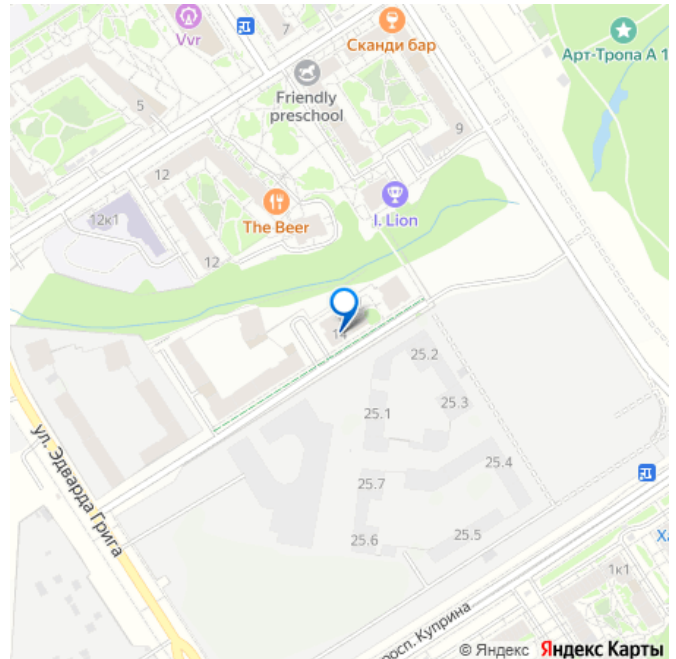 Vvr
7
Сканди бар
Арт-Тропа А 1
Friendly
preschool
5
9
12
12к1
The Beer
I. Lion
12
14
25.2
25.1
25.3
25.4
25.7
25.6
25.5
ул. Эдварда Грига
Ха
1к1
осп. Куприна
© Яндекс Яндекс Карты